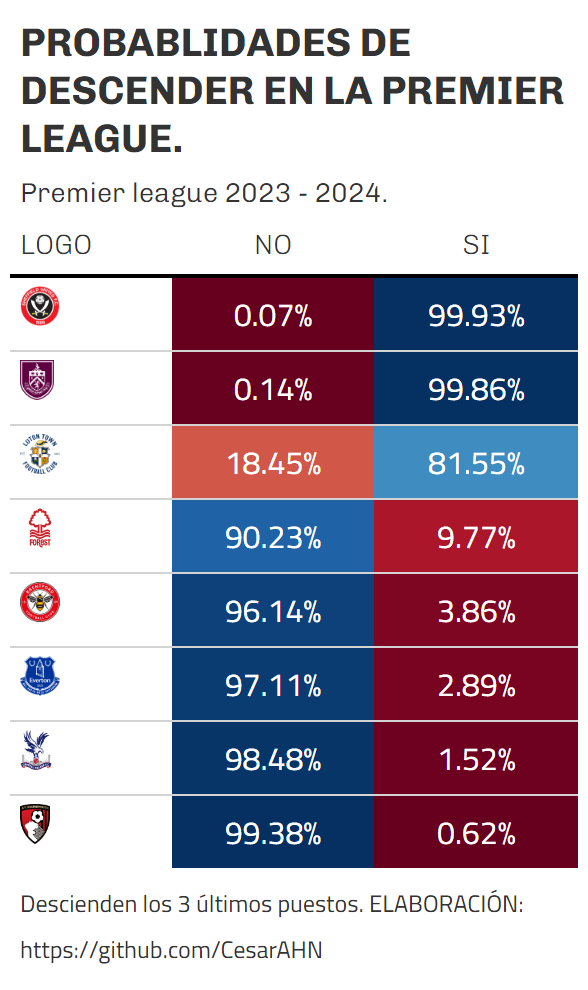 PROBABLIDADES DE
DESCENDER EN LA PREMIER
LEAGUE.
Premier league 2023 - 2024.
LOGO NO SI
0.07% 99.93%
0.14% 99.86%
LUTON TOWN
FOOTBALL CLUB
18.45% 81.55%
FOREST
90.23% 9.77%
BRENTFORD
96.14% 3.86%
Everton
97.11% 2.89%
98.48% 1.52%
99.38% 0.62%
Descienden los 3 últimos puestos. ELABORACIÓN:
https://github.com/CesarAHN